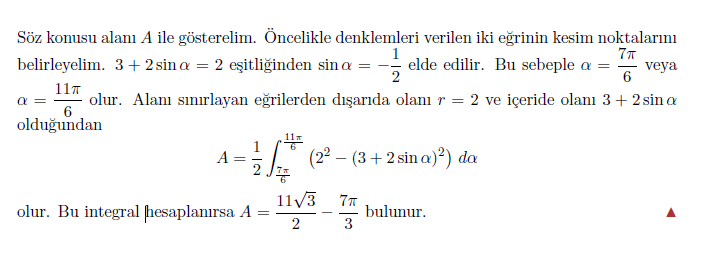 Söz konusu alanı A ile gösterelim. Öncelikle denklemleri verilen iki eğrinin kesim noktalarını
belirleyelim. 3 + 2 sin α = 2 eşitliğinden sin α = −1/2 elde edilir. Bu sebeple α = 7π/6 veya
α = 11π/6 olur. Alanı sınırlayan eğrilerden dışarıda olanı r = 2 ve içeride olanı 3 + 2 sin α
olduğundan
A = 1/2 ∫_{7π/6}^{11π/6} (2² − (3 + 2 sin α)²) dα
olur. Bu integral hesaplanırsa A = 11√3/2 − 7π/3 bulunur. ▲